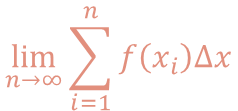 lim n→∞ ∑ i=1 n f(xᵢ)Δx